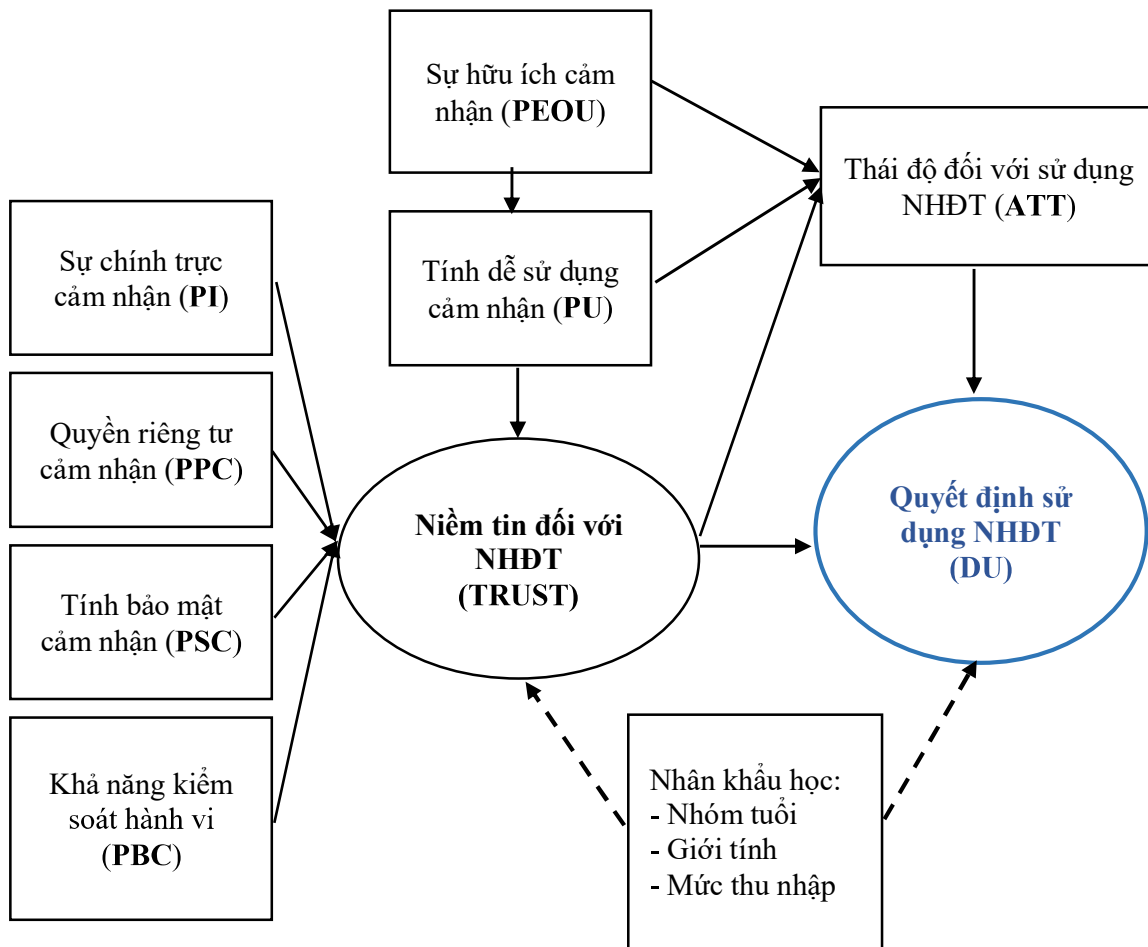 Sự hữu ích cảm
nhận (PEOU)
Thái độ đối với sử dụng
NHĐT (ATT)
Sự chính trực
cảm nhận (PI)
Tính dễ sử dụng
cảm nhận (PU)
Quyền riêng tư
cảm nhận (PPC)
Niềm tin đối với
NHĐT
(TRUST)
Quyết định sử
dụng NHĐT
(DU)
Tính bảo mật
cảm nhận (PSC)
Khả năng kiểm
soát hành vi
(PBC)
Nhân khẩu học:
- Nhóm tuổi
- Giới tính
- Mức thu nhập